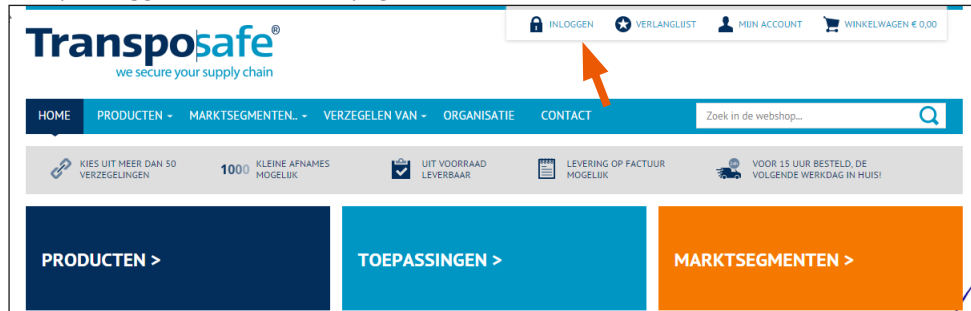 INLOGGEN
VERLANGLIJST
MIJN ACCOUNT
WINKELWAGEN € 0,00
Transposafe®
we secure your supply chain
HOME
PRODUCTEN
MARKTSEGMENTEN..
VERZEGELEN VAN
ORGANISATIE
CONTACT
Zoek in de webshop...
KIES UIT MEER DAN 50
VERZEGELINGEN
1000
KLEINE AFNAMES
MOGELIJK
UIT VOORRAAD
LEVERBAAR
LEVERING OP FACTUUR
MOGELIJK
VOOR 15 UUR BESTELD, DE
VOLGENDE WERKDAG IN HUIS!
PRODUCTEN >
TOEPASSINGEN >
MARKTSEGMENTEN >